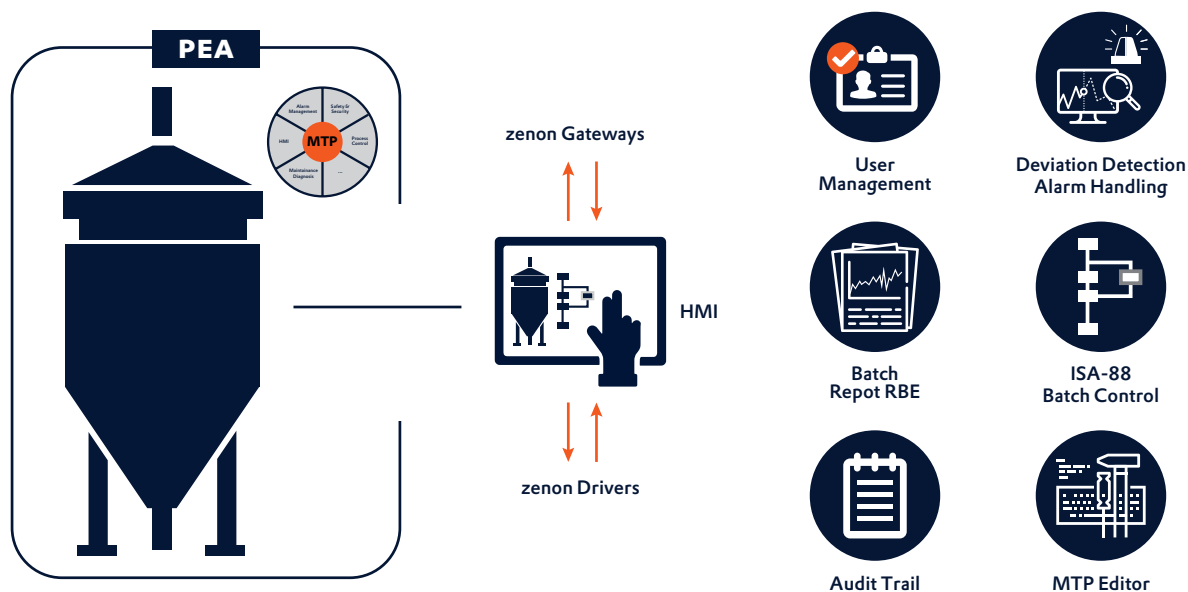 PEA
Alarm
Management
Safety &
Security
HMI
MTP
Process
Control
Maintainance
Diagnosis
...
zenon Gateways
HMI
zenon Drivers
User
Management
Deviation Detection
Alarm Handling
Batch
Repot RBE
ISA-88
Batch Control
Audit Trail
MTP Editor